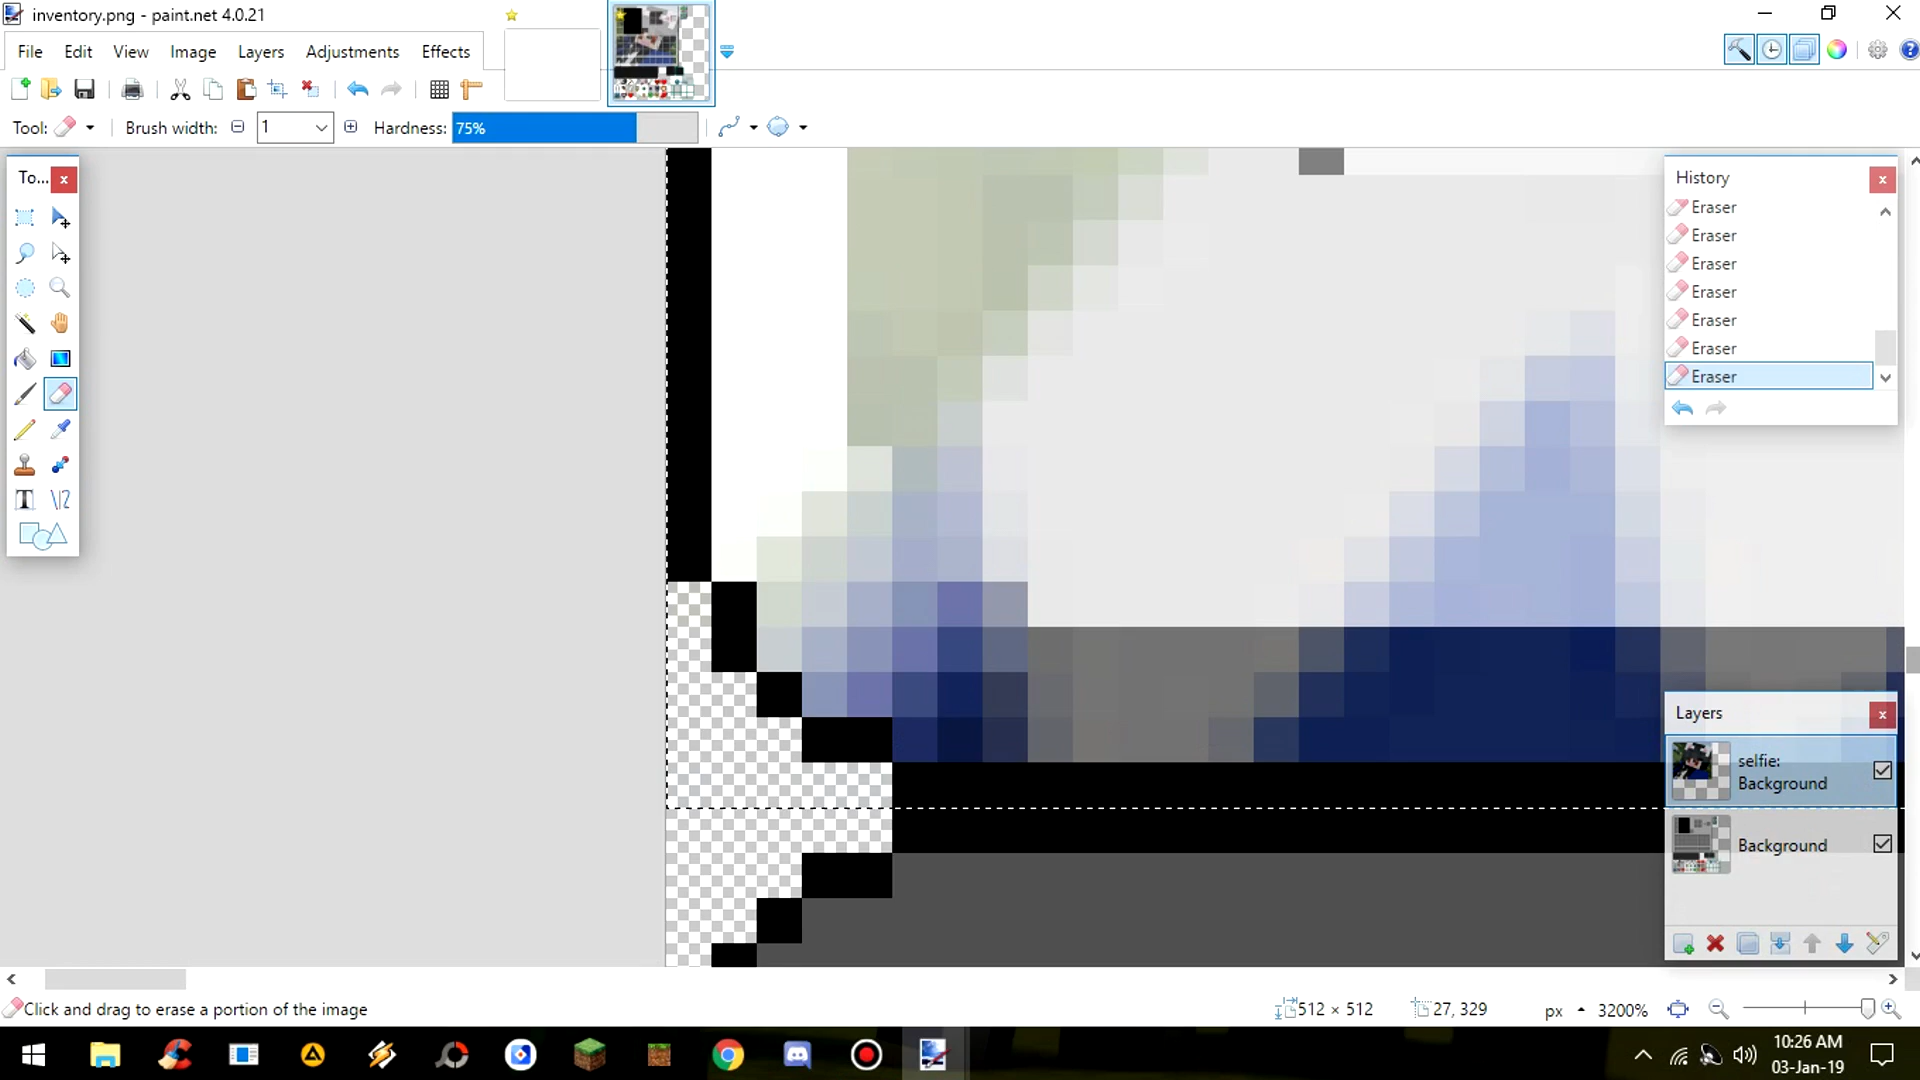 inventory.png - paint.net 4.0.21
File Edit View Image Layers Adjustments Effects
Tool: Brush width: 1 Hardness: 75%
To...
History
Eraser
Eraser
Eraser
Eraser
Eraser
Eraser
Eraser
Layers
selfie:
Background
Background
Click and drag to erase a portion of the image
512 × 512
27, 329
px
3200%
10:26 AM
03-Jan-19